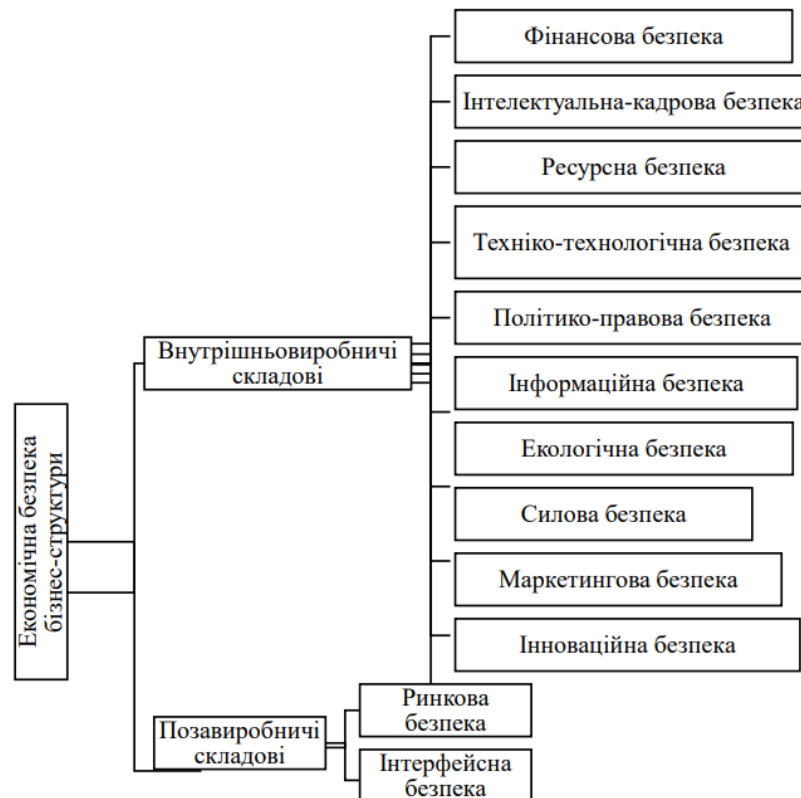 Фінансова безпека
Інтелектуальна-кадрова безпека
Ресурсна безпека
Техніко-технологічна безпека
Політико-правова безпека
Внутрішньовиробничі
складові
Інформаційна безпека
Екологічна безпека
Економічна безпека
бізнес-структури
Силова безпека
Маркетингова безпека
Інноваційна безпека
Позавиробничі
складові
Ринкова
безпека
Інтерфейсна
безпека